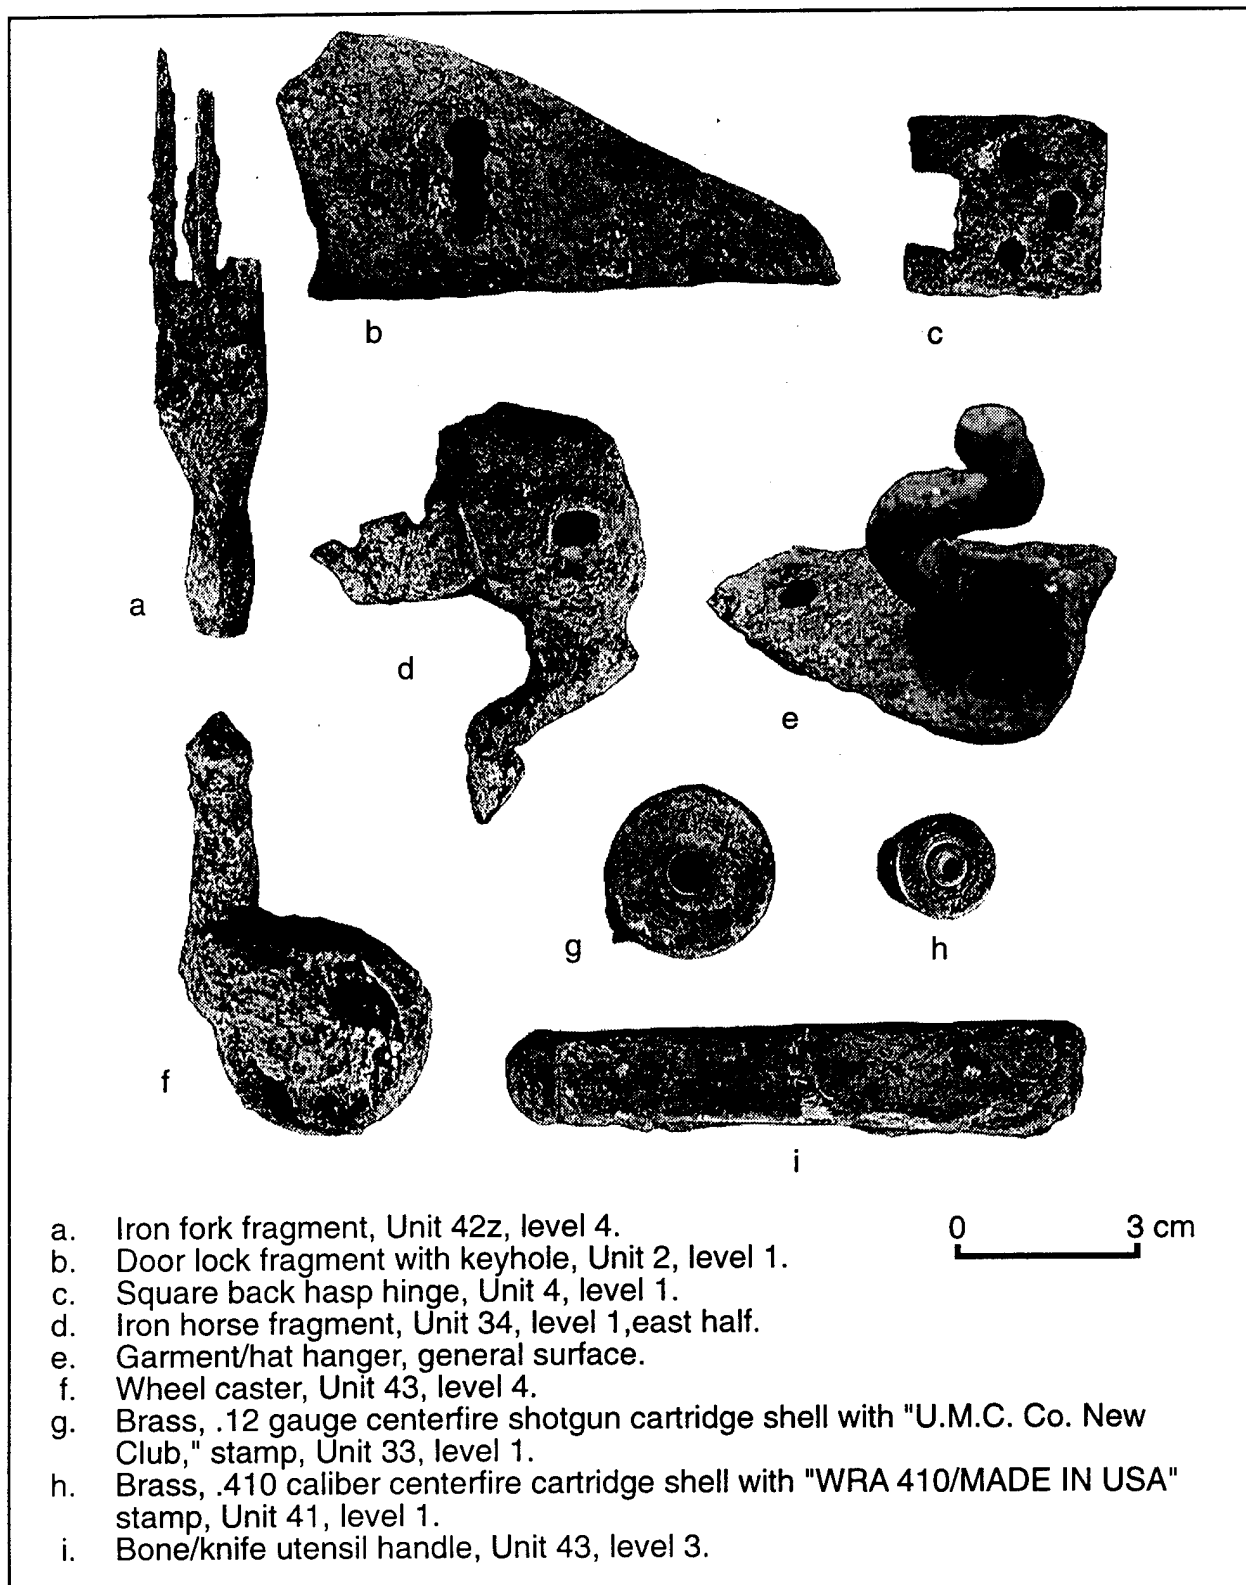 b
c
a
d
e
g
h
f
i
0 3 cm
a. Iron fork fragment, Unit 42z, level 4.
b. Door lock fragment with keyhole, Unit 2, level 1.
c. Square back hasp hinge, Unit 4, level 1.
d. Iron horse fragment, Unit 34, level 1,east half.
e. Garment/hat hanger, general surface.
f. Wheel caster, Unit 43, level 4.
g. Brass, .12 gauge centerfire shotgun cartridge shell with "U.M.C. Co. New
Club," stamp, Unit 33, level 1.
h. Brass, .410 caliber centerfire cartridge shell with "WRA 410/MADE IN USA"
stamp, Unit 41, level 1.
i. Bone/knife utensil handle, Unit 43, level 3.